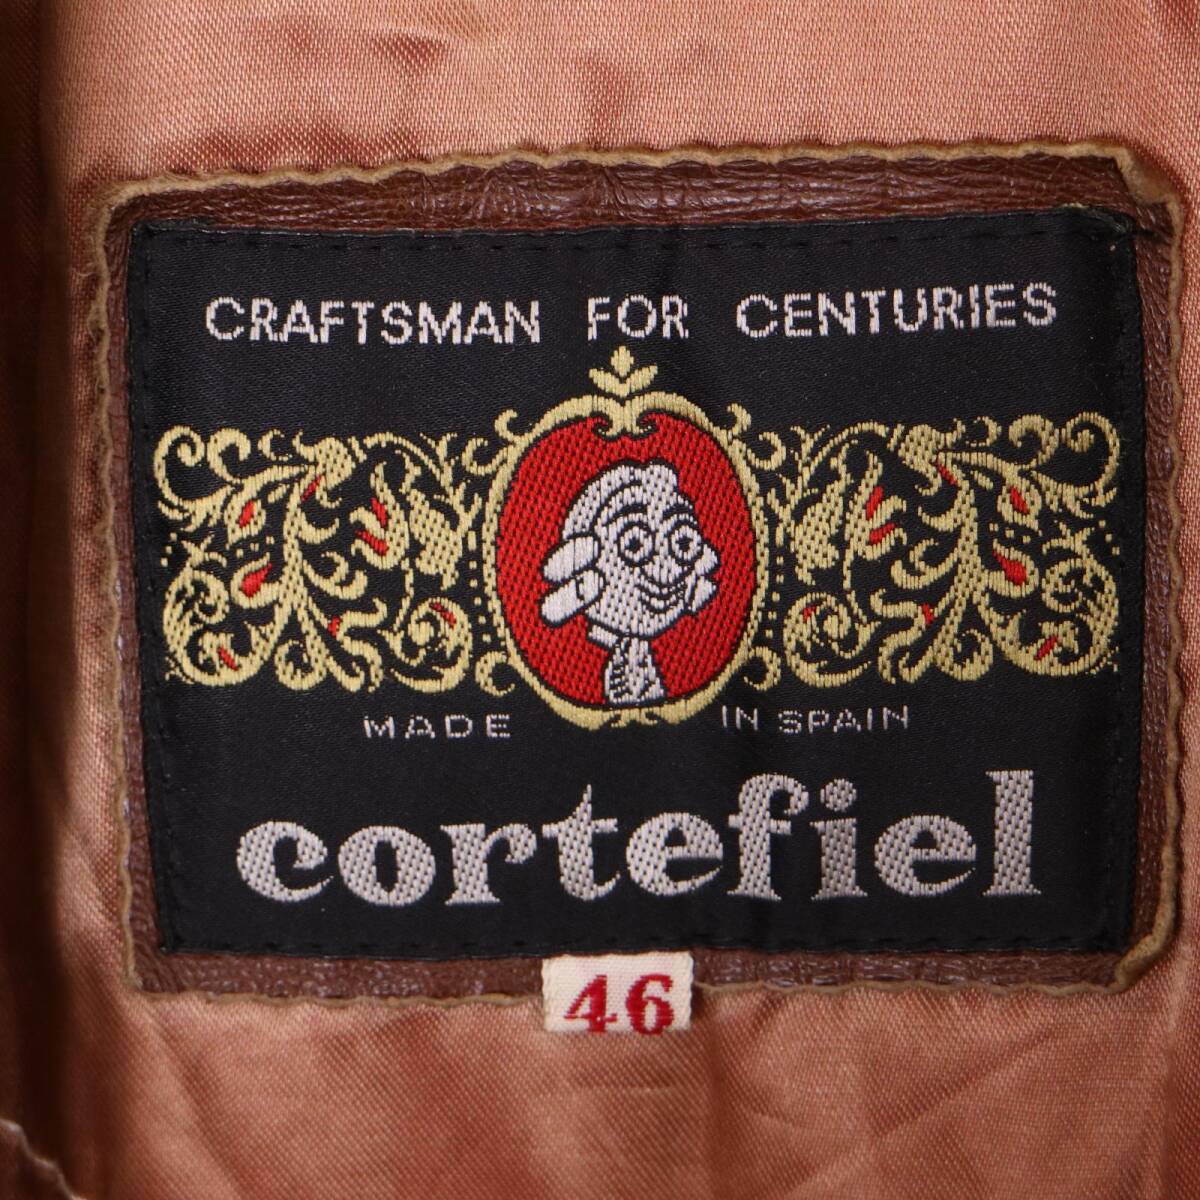 CRAFTSMAN FOR CENTURIES
MADE IN SPAIN
cortefiel
46